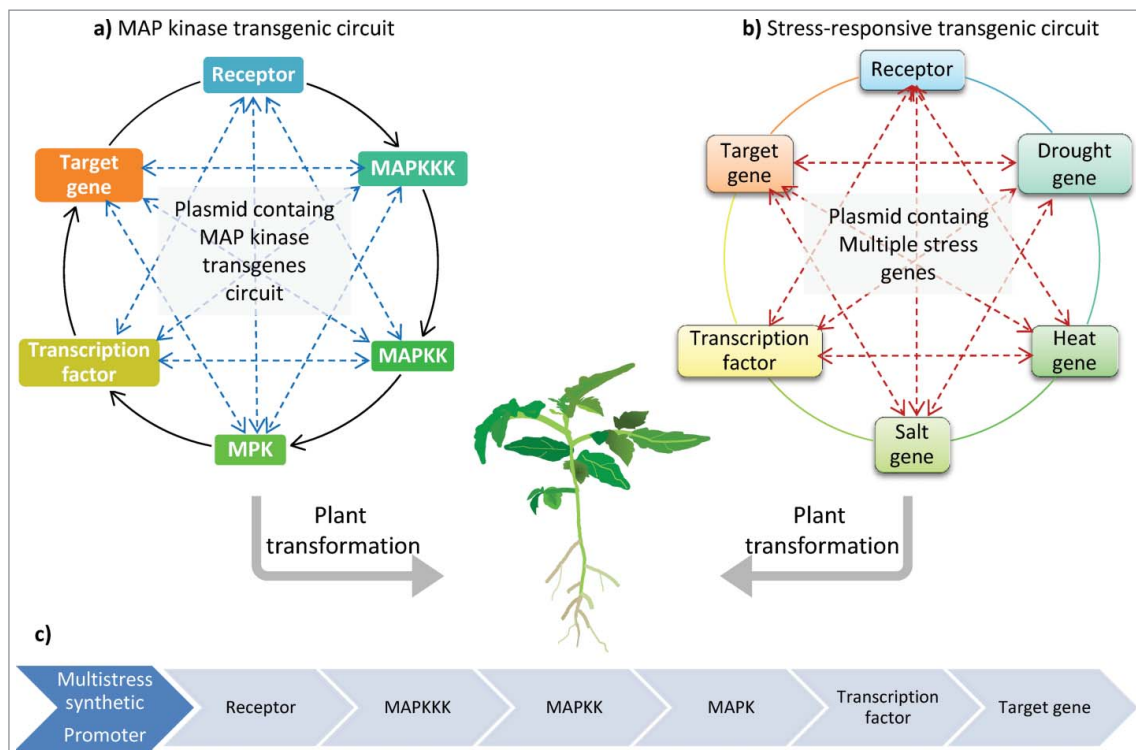 a) MAP kinase transgenic circuit
Receptor
MAPKKK
MAPKK
MPK
Transcription
factor
Target
gene
Plasmid containg
MAP kinase
transgenes
circuit
b) Stress-responsive transgenic circuit
Receptor
Drought
gene
Heat
gene
Salt
gene
Transcription
factor
Target
gene
Plasmid containg
Multiple stress
genes
Plant
transformation
Plant
transformation
c)
Multistress
synthetic
Promoter
Receptor
MAPKKK
MAPKK
MAPK
Transcription
factor
Target gene